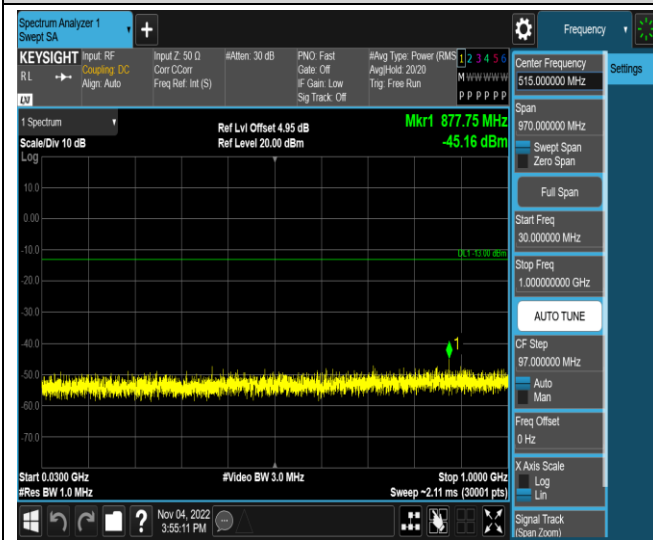 Spectrum Analyzer 1
Swept SA
Frequency
KEYSIGHT
RL
LXI
Input: RF
Coupling: DC
Align: Auto
Input Z: 50 Ω
Corr CCorr
Freq Ref: Int (S)
#Atten: 30 dB
PNO: Fast
Gate: Off
IF Gain: Low
Sig Track: Off
#Avg Type: Power (RMS
Avg|Hold: 20/20
Trig: Free Run
1 2 3 4 5 6
M W W W W W
P P P P P P
1 Spectrum
Scale/Div 10 dB
Log
Ref Lvl Offset 4.95 dB
Ref Level 20.00 dBm
Mkr1 877.75 MHz
-45.16 dBm
10.0
0.00
-10.0
DL1 -13.00 dBm
-20.0
-30.0
-40.0
1
-50.0
-60.0
-70.0
Start 0.0300 GHz
#Res BW 1.0 MHz
#Video BW 3.0 MHz
Stop 1.0000 GHz
Sweep ~2.11 ms (30001 pts)
Nov 04, 2022
3:55:11 PM
Center Frequency
515.000000 MHz
Settings
Span
970.000000 MHz
Swept Span
Zero Span
Full Span
Start Freq
30.000000 MHz
Stop Freq
1.000000000 GHz
AUTO TUNE
CF Step
97.000000 MHz
Auto
Man
Freq Offset
0 Hz
X Axis Scale
Log
Lin
Signal Track
(Span Zoom)